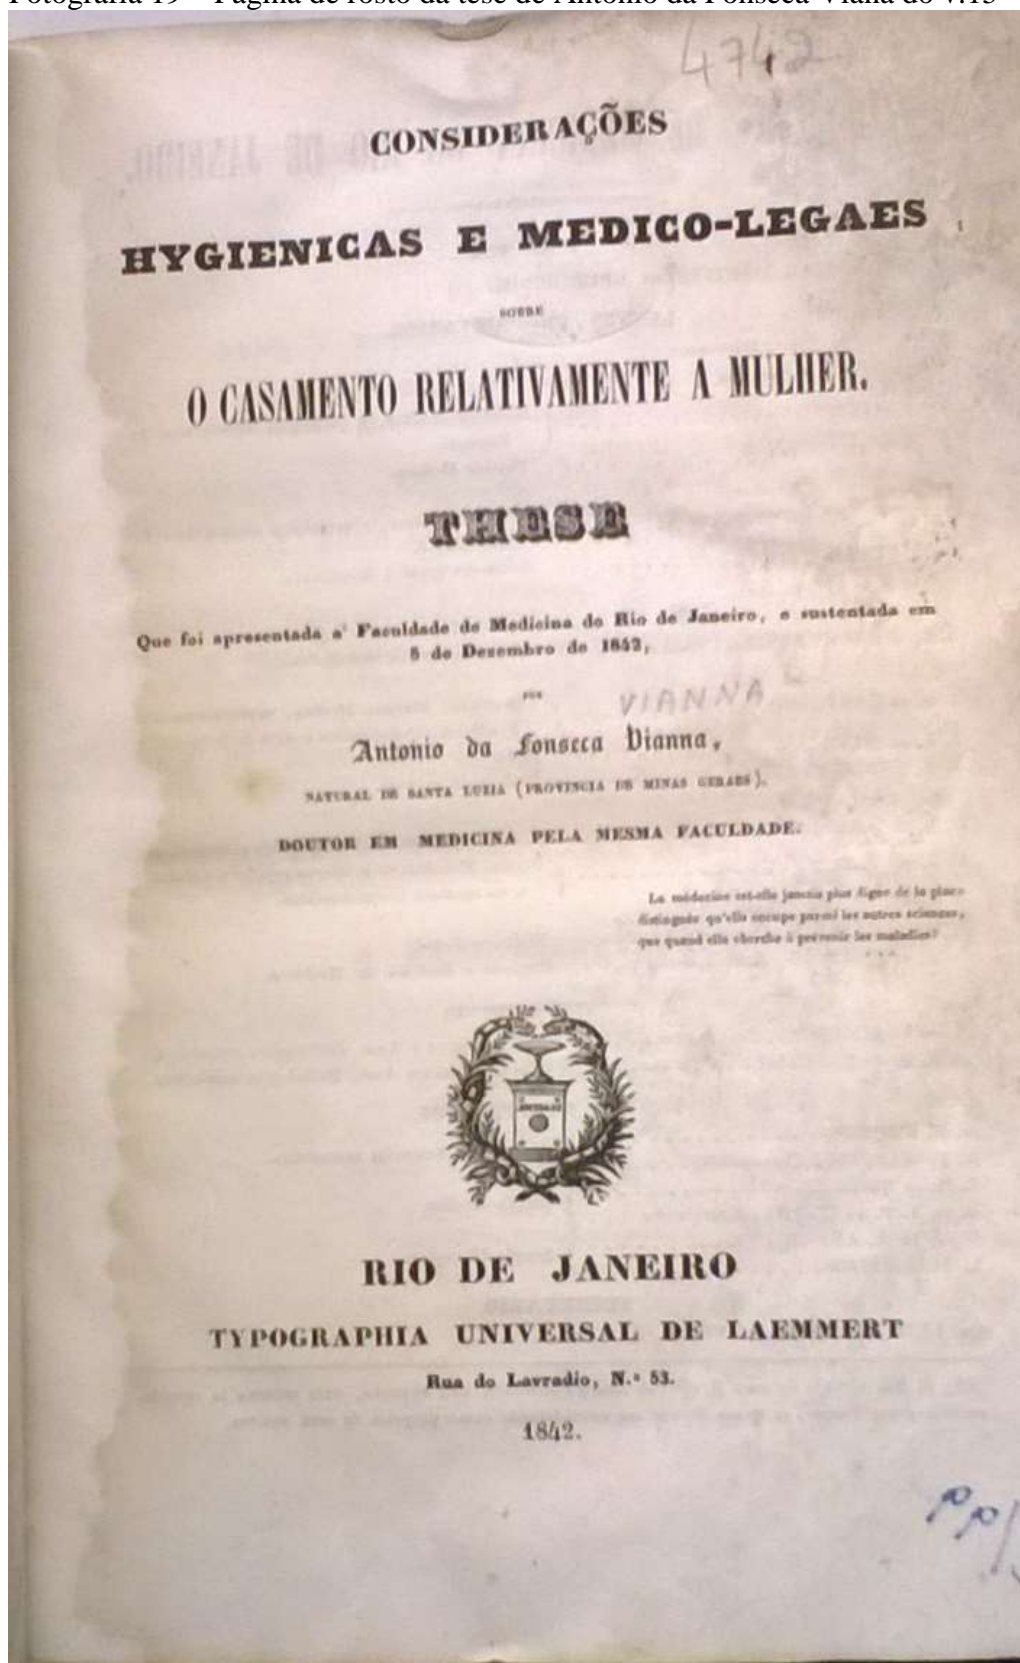 Fotografia 19 – Página de rosto da tese de Antonio da Fonseca Viana do v.15
4742
CONSIDERAÇÕES
HYGIENICAS E MEDICO-LEGAES
SOBRE
O CASAMENTO RELATIVAMENTE A MULHER.
THESE
Que foi apresentada a' Faculdade de Medicina do Rio de Janeiro, e sustentada em
5 de Dezembro de 1842,
POR
VIANNA
Antonio da Fonseca Vianna,
NATURAL DE SANTA LUZIA (PROVINCIA DE MINAS GERAES).
DOUTOR EM MEDICINA PELA MESMA FACULDADE.
La médecine est-elle jamais plus digne de la place
distinguée qu'elle occupe parmi les autres sciences,
que quand elle cherche à prévenir les maladies?
RIO DE JANEIRO
TYPOGRAPHIA UNIVERSAL DE LAEMMERT
Rua do Lavradio, N.º 53.
1842.